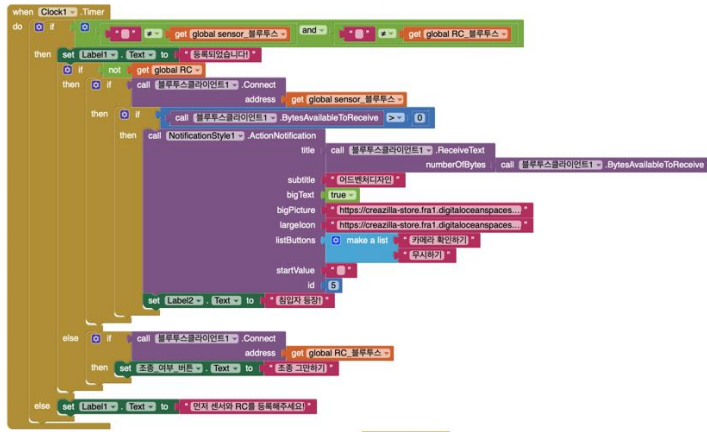 when Clock1 .Timer
do if " " ≠ get global sensor_블루투스 and " " ≠ get global RC_블루투스
then set Label1 . Text to " 등록되었습니다! "
if not get global RC
then if call 블루투스클라이언트1 .Connect
address get global sensor_블루투스
then if call 블루투스클라이언트1 .BytesAvailableToReceive > 0
then call NotificationStyle1 .ActionNotification
title call 블루투스클라이언트1 .ReceiveText
numberOfBytes call 블루투스클라이언트1 .BytesAvailableToReceive
subtitle " 어드벤처디자인 "
bigText true
bigPicture " https://creazilla-store.fra1.digitaloceanspaces... "
largeIcon " https://creazilla-store.fra1.digitaloceanspaces... "
listButtons make a list " 카메라 확인하기 "
" 무시하기 "
startValue " "
id 5
set Label2 . Text to " 침입자 등장! "
else if call 블루투스클라이언트1 .Connect
address get global RC_블루투스
then set 조종_여부_버튼 . Text to " 조종 그만하기 "
else set Label1 . Text to " 먼저 센서와 RC를 등록해주세요! "